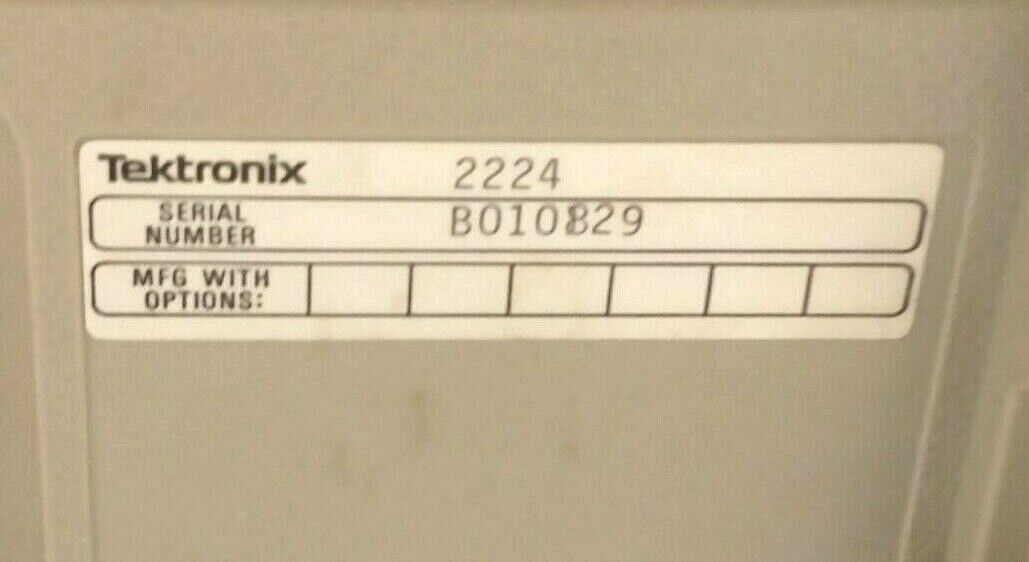 Tektronix 2224
SERIAL NUMBER B010829
MFG WITH OPTIONS: